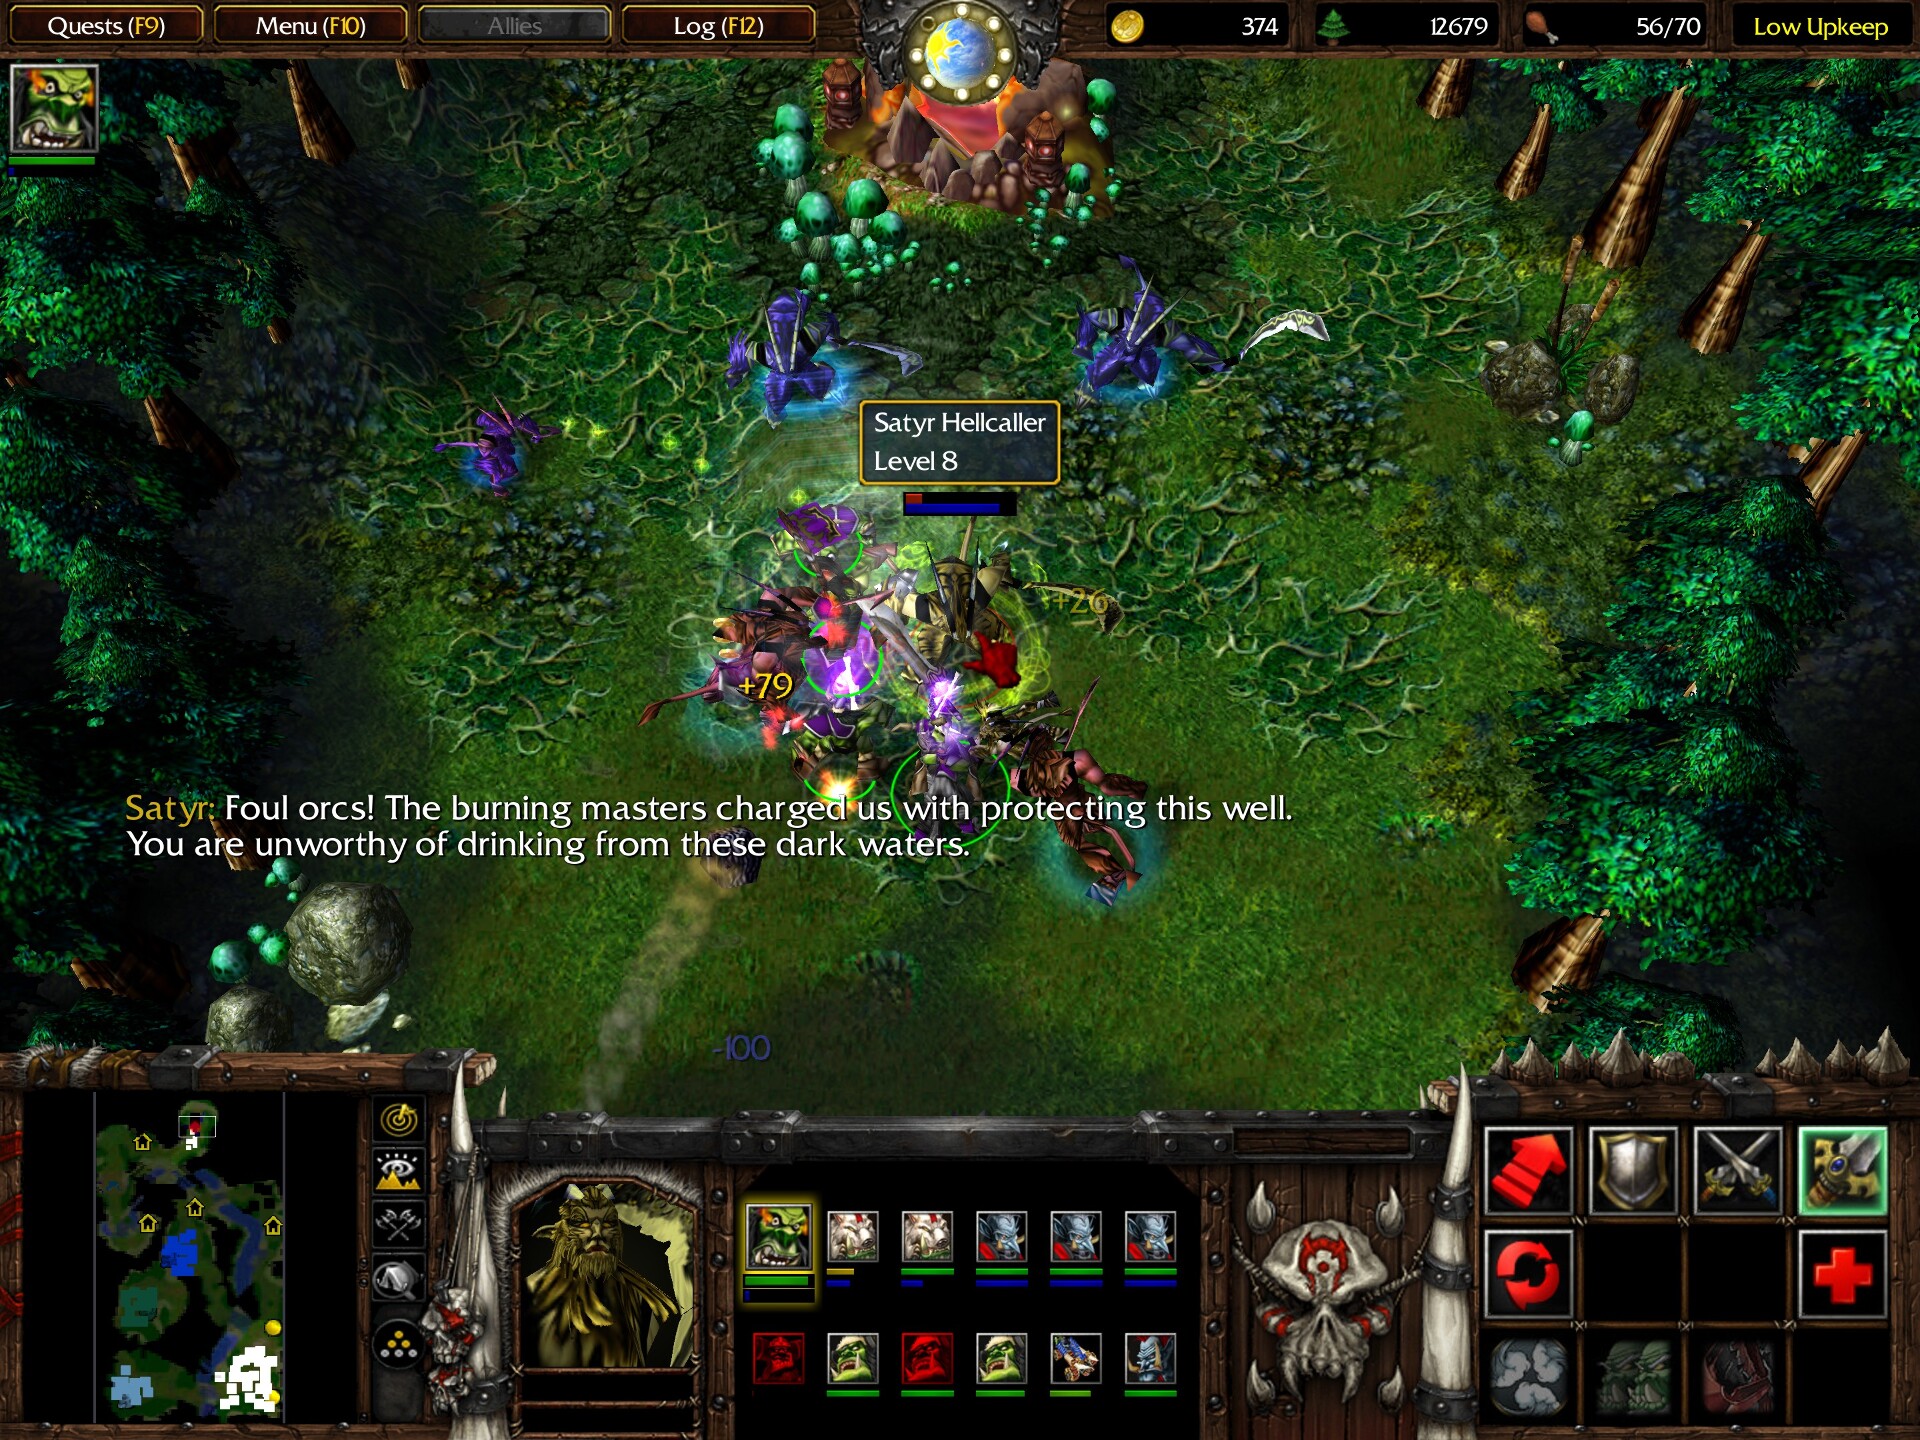 Quests (F9) Menu (F10) Allies Log (F12) 374 12679 56/70 Low Upkeep
Satyr Hellcaller
Level 8
+26
+79
Satyr: Foul orcs! The burning masters charged us with protecting this well.
You are unworthy of drinking from these dark waters.
-100